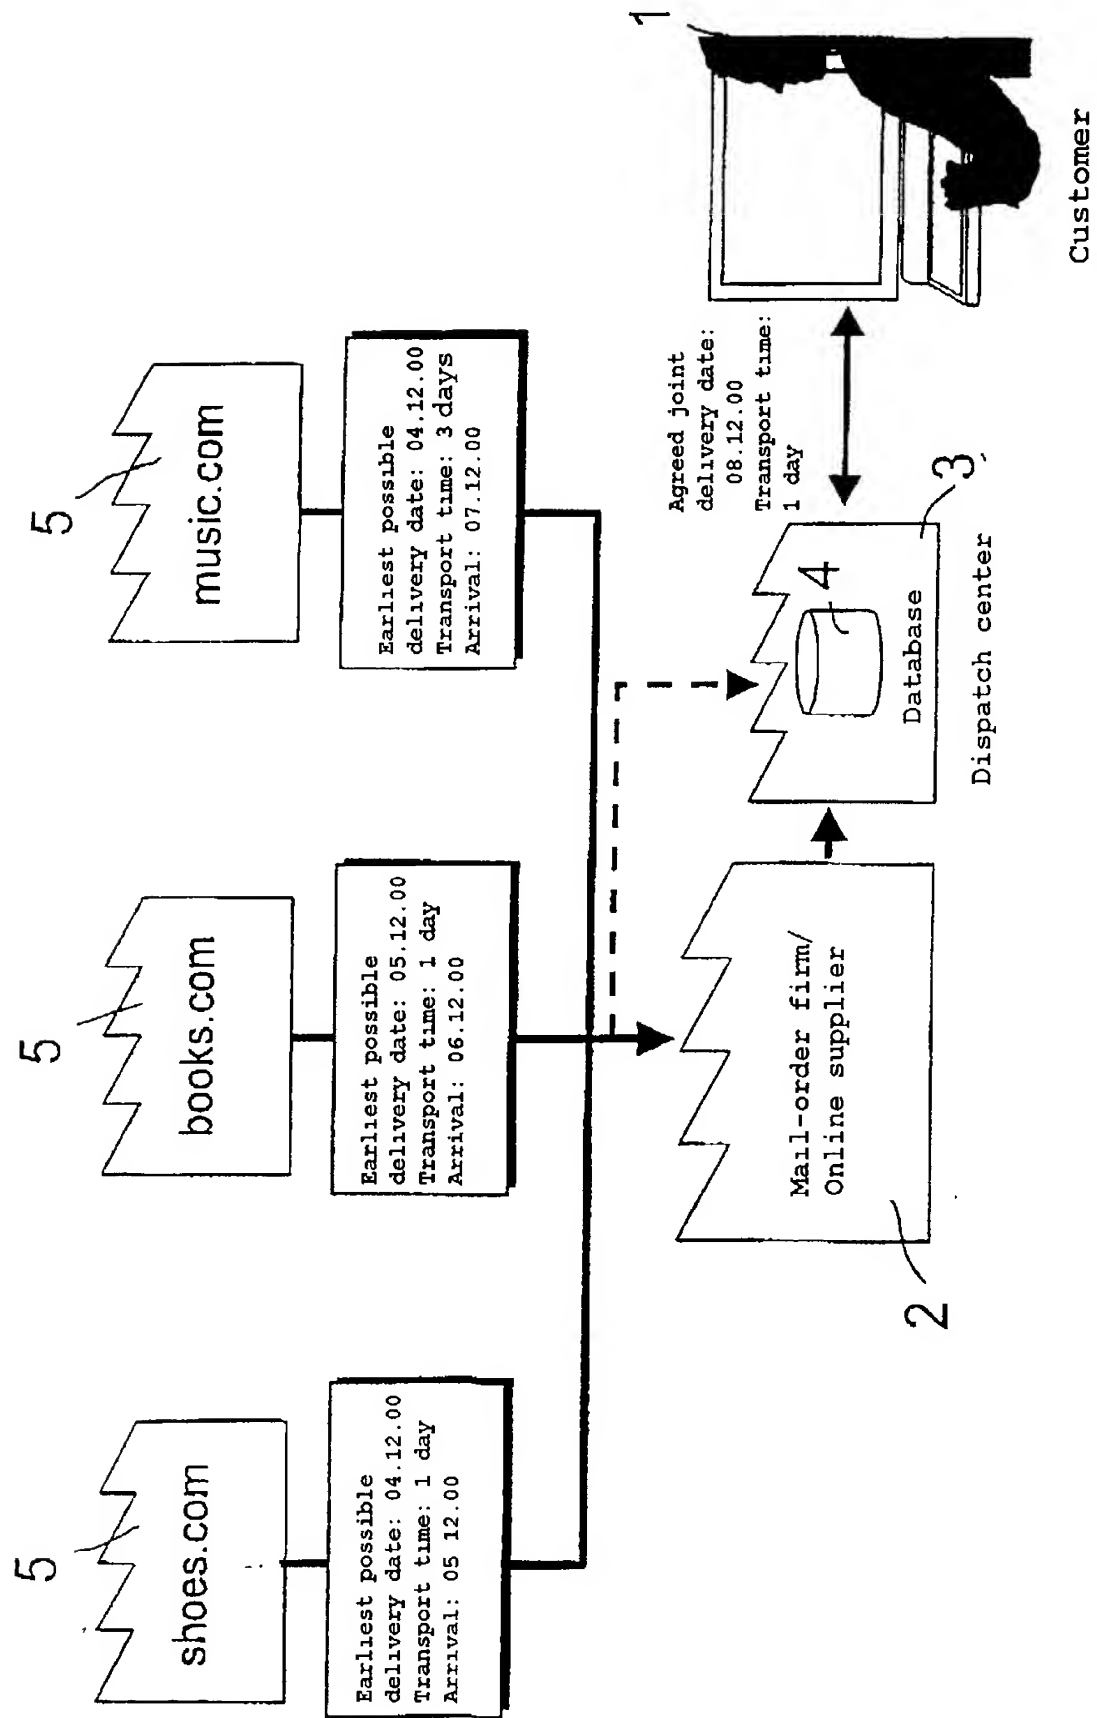 5
shoes.com
Earliest possible
delivery date: 04.12.00
Transport time: 1 day
Arrival: 05 12.00
5
books.com
Earliest possible
delivery date: 05.12.00
Transport time: 1 day
Arrival: 06.12.00
5
music.com
Earliest possible
delivery date: 04.12.00
Transport time: 3 days
Arrival: 07.12.00
2
Mail-order firm/
Online supplier
4
Database
3
Dispatch center
Agreed joint
delivery date:
08.12.00
Transport time:
1 day
1
Customer